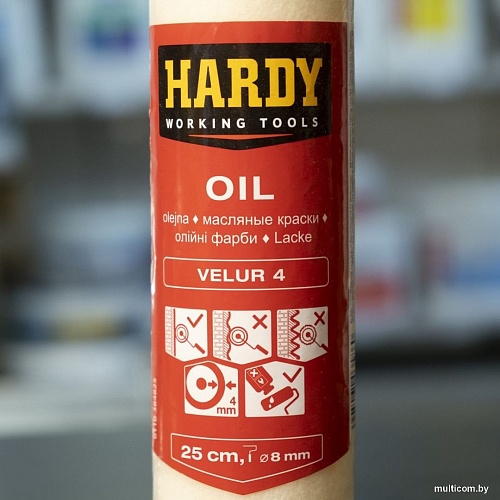 HARDY
WORKING TOOLS
OIL
olejna ♦ масляные краски ♦
олійні фарби ♦ Lacke
VELUR 4
4
mm
25 cm, ⌀ 8 mm
multicom.by